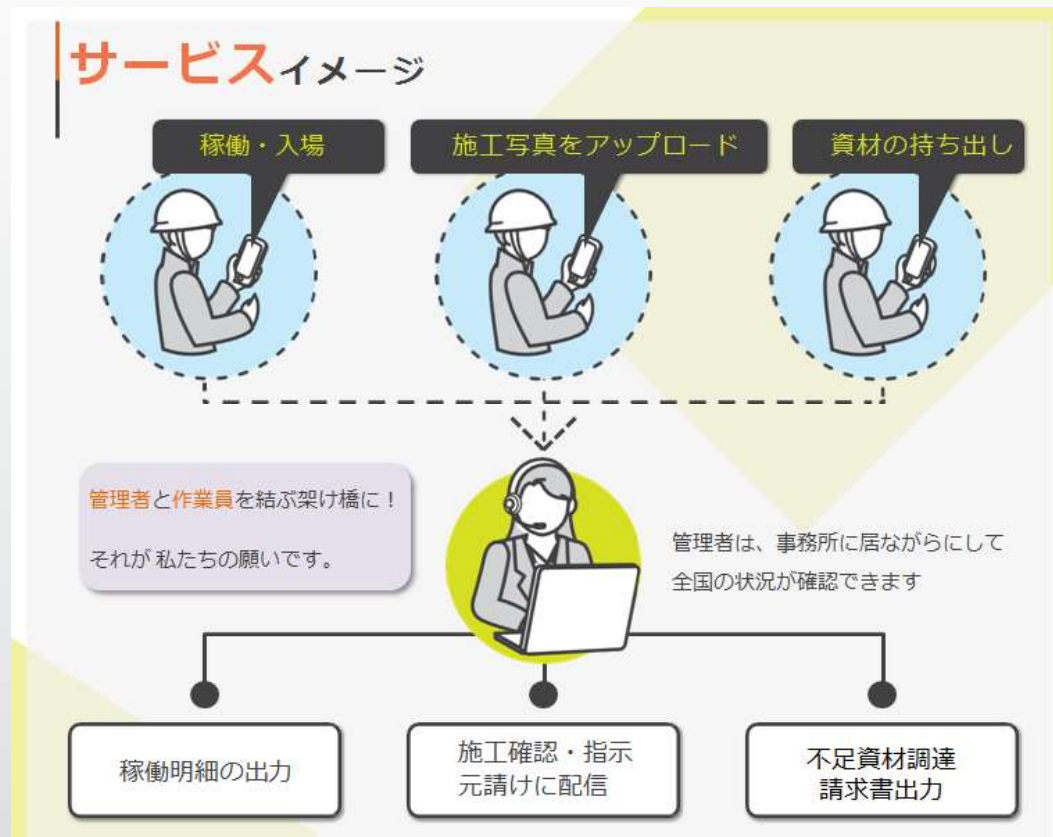 サービスイメージ
稼働・入場
施工写真をアップロード
資材の持ち出し
管理者と作業員を結ぶ架け橋に！
それが 私たちの願いです。
管理者は、事務所に居ながらにして
全国の状況が確認できます
稼働明細の出力
施工確認・指示
元請けに配信
不足資材調達
請求書出力